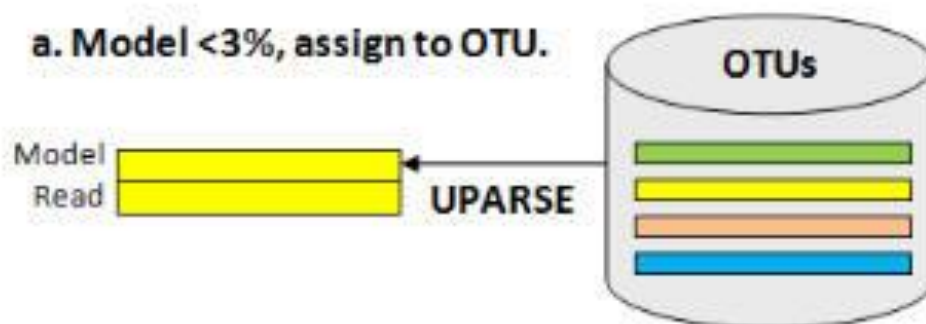 a. Model <3%, assign to OTU.
OTUs
Model
Read
UPARSE